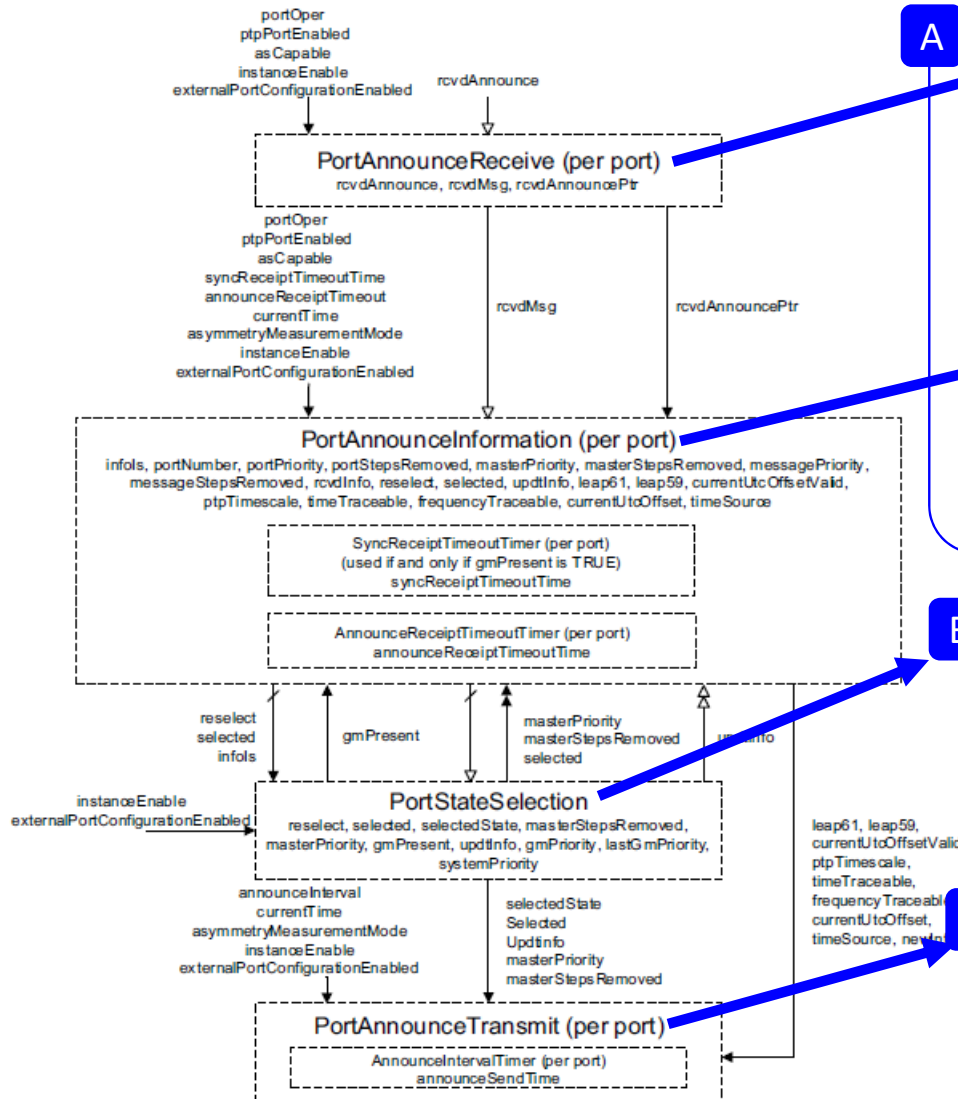 portOper
ptpPortEnabled
asCapable
instanceEnable
externalPortConfigurationEnabled
rcvdAnnounce
A
PortAnnounceReceive (per port)
rcvdAnnounce, rcvdMsg, rcvdAnnouncePtr
portOper
ptpPortEnabled
asCapable
syncReceiptTimeoutTime
announceReceiptTimeout
currentTime
asymmetryMeasurementMode
instanceEnable
externalPortConfigurationEnabled
rcvdMsg
rcvdAnnouncePtr
PortAnnounceInformation (per port)
infoIs, portNumber, portPriority, portStepsRemoved, masterPriority, masterStepsRemoved, messagePriority,
messageStepsRemoved, rcvdInfo, reselect, selected, updtInfo, leap61, leap59, currentUtcOffsetValid,
ptpTimescale, timeTraceable, frequencyTraceable, currentUtcOffset, timeSource
SyncReceiptTimeoutTimer (per port)
(used if and only if gmPresent is TRUE)
syncReceiptTimeoutTime
AnnounceReceiptTimeoutTimer (per port)
announceReceiptTimeoutTime
reselect
selected
infoIs
gmPresent
masterPriority
masterStepsRemoved
selected
instanceEnable
externalPortConfigurationEnabled
PortStateSelection
reselect, selected, selectedState, masterStepsRemoved,
masterPriority, gmPresent, updtInfo, gmPriority, lastGmPriority,
systemPriority
announceInterval
currentTime
asymmetryMeasurementMode
instanceEnable
externalPortConfigurationEnabled
selectedState
Selected
Updtinfo
masterPriority
masterStepsRemoved
leap61, leap59,
currentUtcOffsetValid
ptpTimescale,
timeTraceable,
frequencyTraceable
currentUtcOffset,
timeSource,
PortAnnounceTransmit (per port)
AnnounceIntervalTimer (per port)
announceSendTime